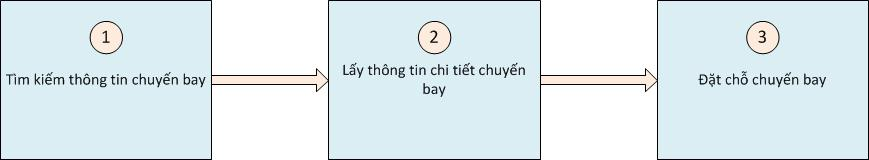 1
Tìm kiếm thông tin chuyến bay
2
Lấy thông tin chi tiết chuyến
bay
3
Đặt chỗ chuyến bay